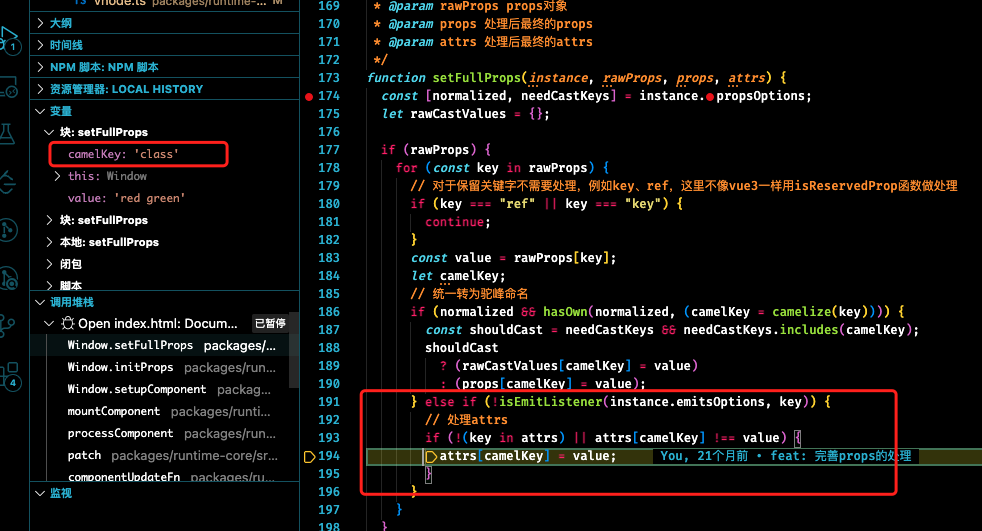 vnode.ts packages/runtime-... M
1
4
大纲
时间线
NPM 脚本: NPM 脚本
资源管理器: LOCAL HISTORY
变量
块: setFullProps
camelKey: 'class'
this: Window
value: 'red green'
块: setFullProps
本地: setFullProps
闭包
脚本
调用堆栈
Open index.html: Docum... 已暂停
Window.setFullProps packages/...
Window.initProps packages/run...
Window.setupComponent packag...
mountComponent packages/runti...
processComponent packages/run...
patch packages/runtime-core/sr...
componentUpdateFn packages/run...
监视
169 * @param rawProps props对象
170 * @param props 处理后最终的props
171 * @param attrs 处理后最终的attrs
172 */
173 function setFullProps(instance, rawProps, props, attrs) {
174 const [normalized, needCastKeys] = instance.propsOptions;
175 let rawCastValues = {};
176
177 if (rawProps) {
178 for (const key in rawProps) {
179 // 对于保留关键字不需要处理，例如key、ref，这里不像vue3一样用isReservedProp函数做处理
180 if (key === "ref" || key === "key") {
181 continue;
182 }
183 const value = rawProps[key];
184 let camelKey;
185 // 统一转为驼峰命名
186 if (normalized && hasOwn(normalized, (camelKey = camelize(key)))) {
187 const shouldCast = needCastKeys && needCastKeys.includes(camelKey);
188 shouldCast
189 ? (rawCastValues[camelKey] = value)
190 : (props[camelKey] = value);
191 } else if (!isEmitListener(instance.emitsOptions, key)) {
192 // 处理attrs
193 if (!(key in attrs) || attrs[camelKey] !== value) {
194 attrs[camelKey] = value; You, 21个月前 • feat: 完善props的处理
195 }
196 }
197 }
198 }